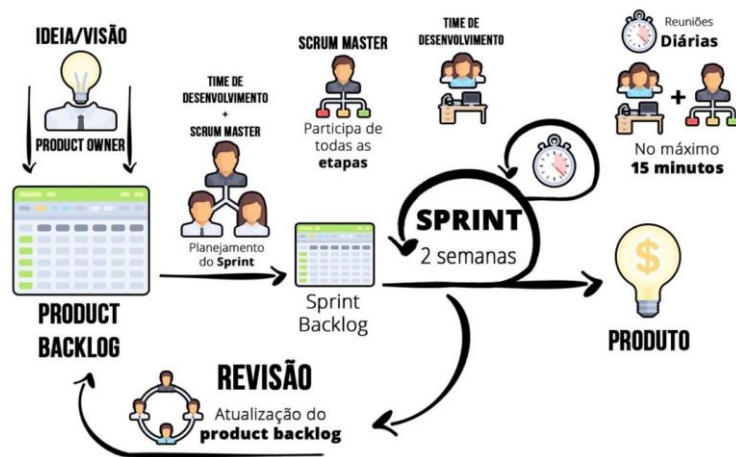 IDEIA/VISÃO
PRODUCT OWNER
PRODUCT
BACKLOG
TIME DE
DESENVOLVIMENTO
+
SCRUM MASTER
Planejamento
do Sprint
SCRUM MASTER
Participa de
todas as
etapas
Sprint
Backlog
TIME DE
DESENVOLVIMENTO
SPRINT
2 semanas
Reuniões
Diárias
+
No máximo
15 minutos
$
PRODUTO
REVISÃO
Atualização do
product backlog